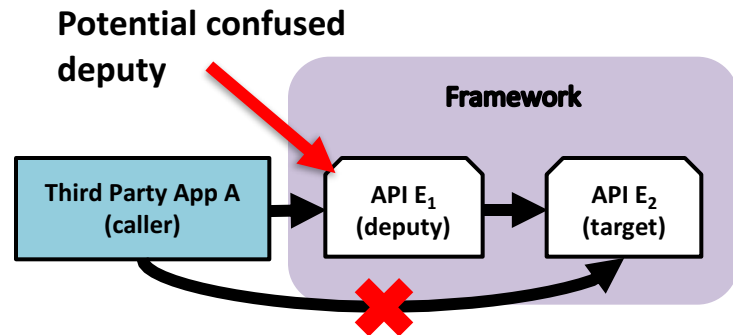 Potential confused
deputy
Framework
Third Party App A
(caller)
API E₁
(deputy)
API E₂
(target)